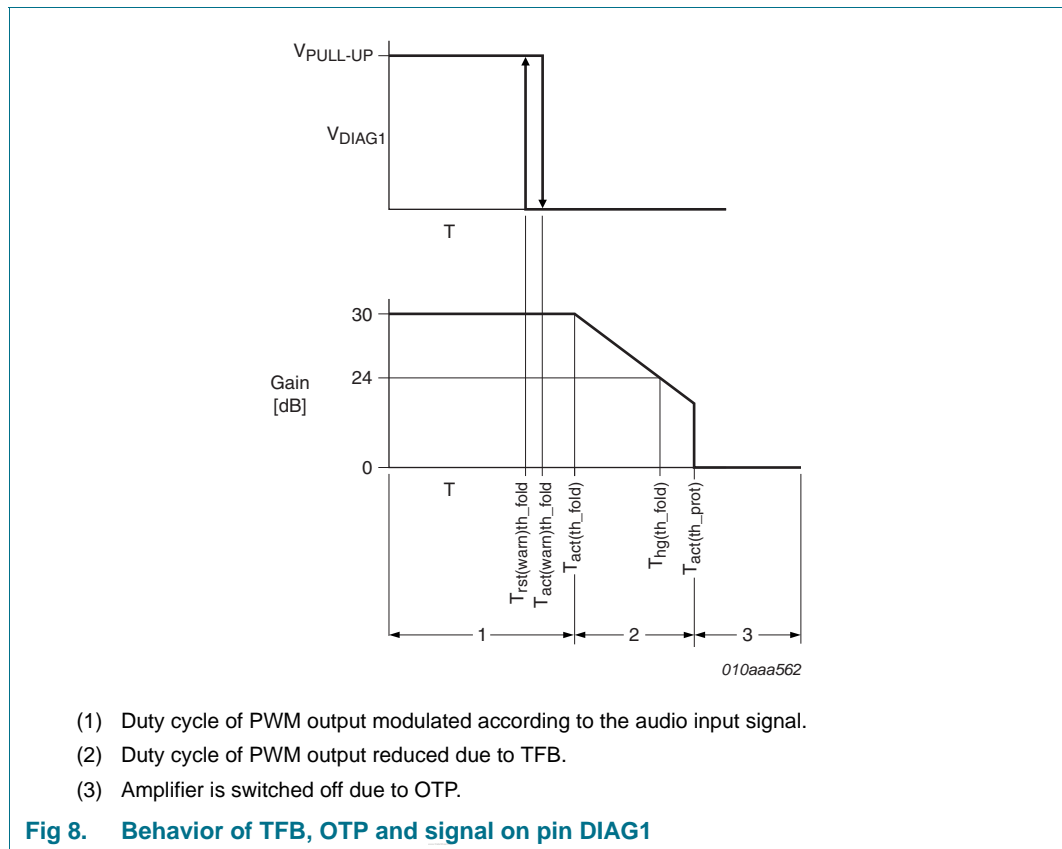 VPULL-UP
VDIAG1
T
30
24
Gain
[dB]
0
T
Trst(warn)th_fold
Tact(warn)th_fold
Tact(th_fold)
Thg(th_fold)
Tact(th_prot)
1
2
3
010aaa562
(1) Duty cycle of PWM output modulated according to the audio input signal.
(2) Duty cycle of PWM output reduced due to TFB.
(3) Amplifier is switched off due to OTP.
Fig 8. Behavior of TFB, OTP and signal on pin DIAG1